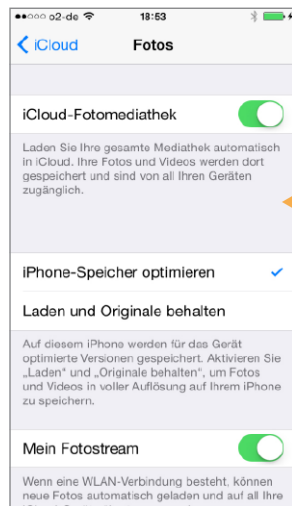 o2-de 18:53
iCloud Fotos
iCloud-Fotomediathek
Laden Sie Ihre gesamte Mediathek automatisch
in iCloud. Ihre Fotos und Videos werden dort
gespeichert und sind von all Ihren Geräten
zugänglich.
iPhone-Speicher optimieren
Laden und Originale behalten
Auf diesem iPhone werden für das Gerät
optimierte Versionen gespeichert. Aktivieren Sie
„Laden“ und „Originale behalten“, um Fotos
und Videos in voller Auflösung auf Ihrem iPhone
zu speichern.
Mein Fotostream
Wenn eine WLAN-Verbindung besteht, können
neue Fotos automatisch geladen und auf all Ihre